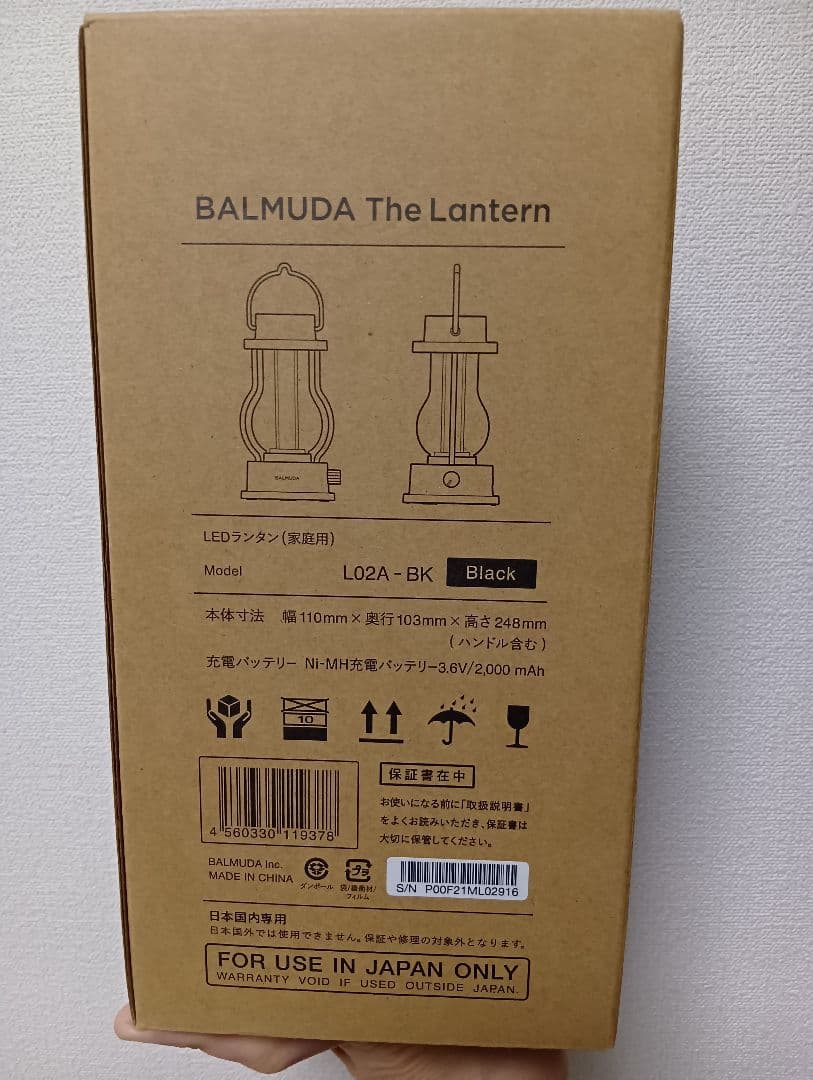 BALMUDA The Lantern
BALMUDA
LEDランタン(家庭用)
Model L02A-BK Black
本体寸法 幅110mm×奥行103mm×高さ248mm
(ハンドル含む)
充電バッテリー Ni-MH充電バッテリー3.6V/2,000 mAh
10
保証書在中
お使いになる前に「取扱説明書」
をよくお読みいただき、保証書は
大切に保管してください。
4 560330 119378
BALMUDA Inc.
MADE IN CHINA
ダンボール
プラ
袋/緩衝材/
フィルム
S/N P00F21ML02916
日本国内専用
日本国外では使用できません。保証や修理の対象外となります。
FOR USE IN JAPAN ONLY
WARRANTY VOID IF USED OUTSIDE JAPAN.